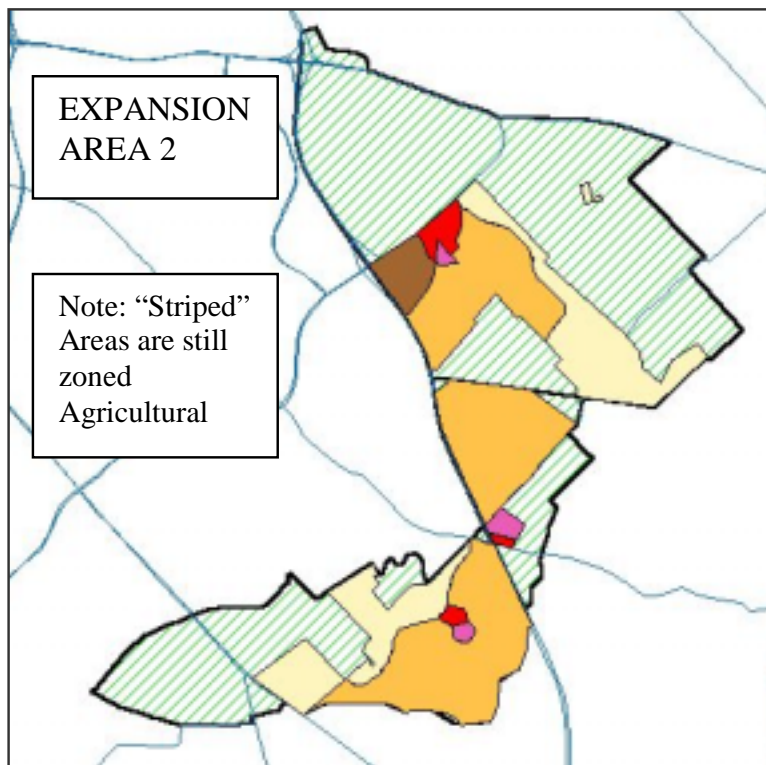 EXPANSION
AREA 2
Note: “Striped”
Areas are still
zoned
Agricultural